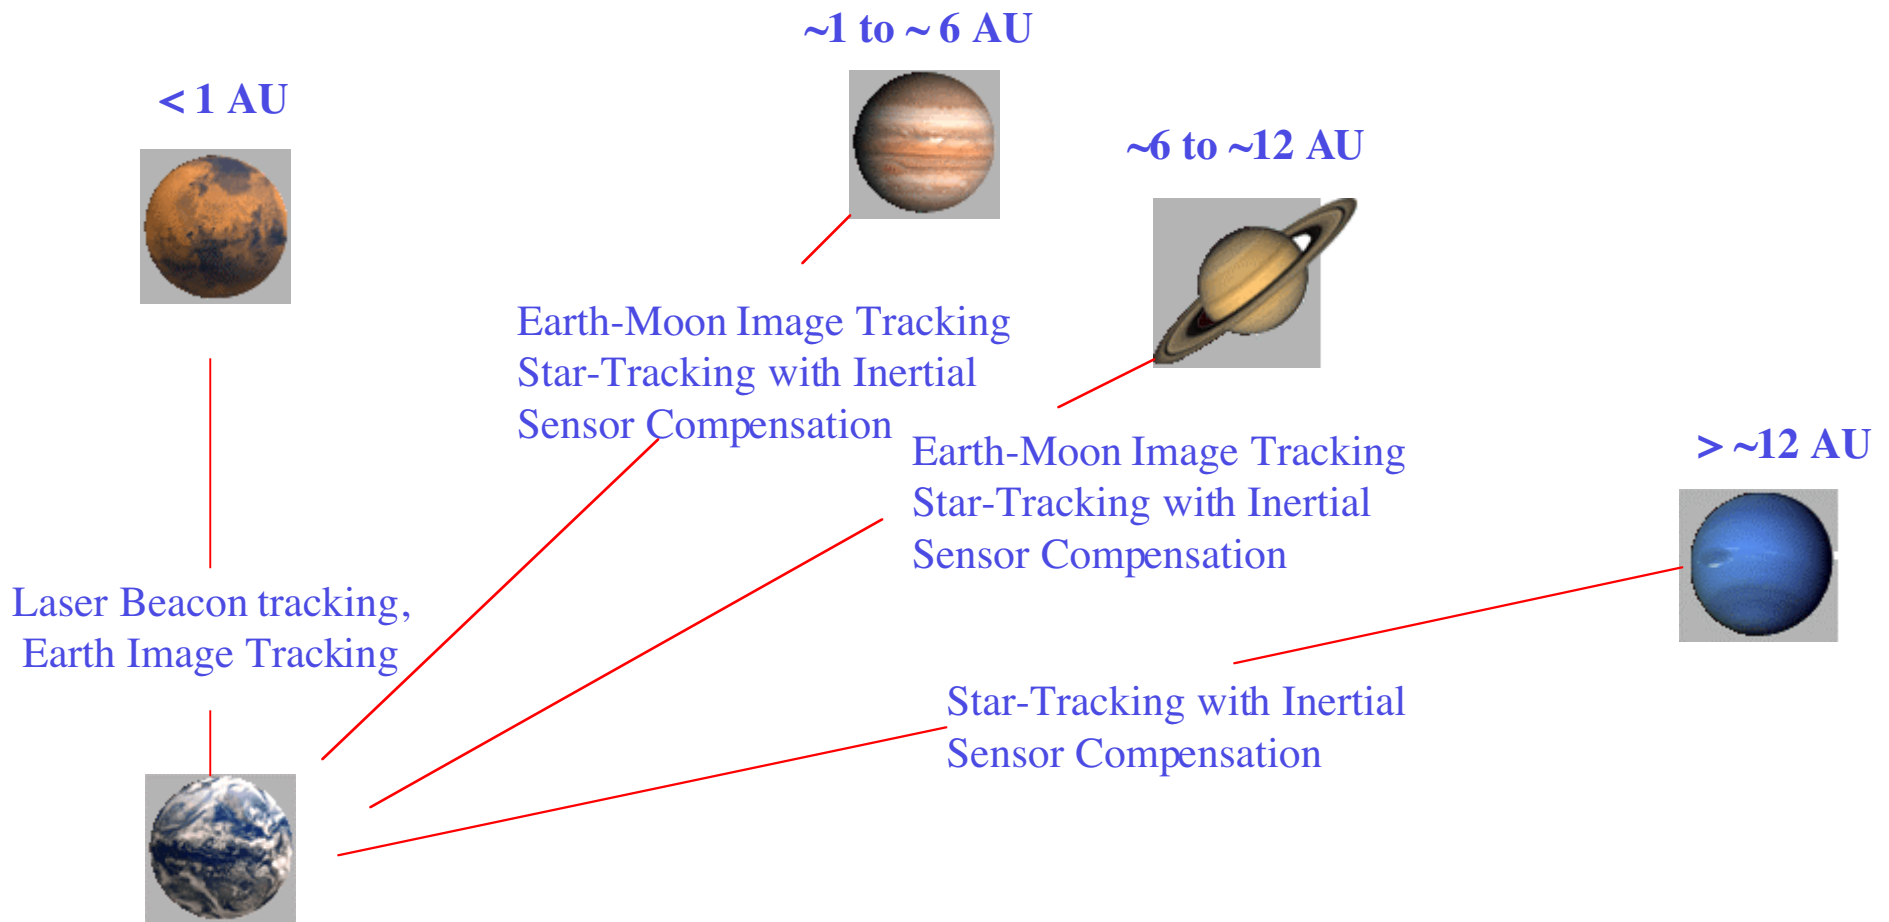 ~1 to ~ 6 AU
< 1 AU
~6 to ~12 AU
Earth-Moon Image Tracking
Star-Tracking with Inertial
Sensor Compensation
Earth-Moon Image Tracking
Star-Tracking with Inertial
Sensor Compensation
> ~12 AU
Laser Beacon tracking,
Earth Image Tracking
Star-Tracking with Inertial
Sensor Compensation